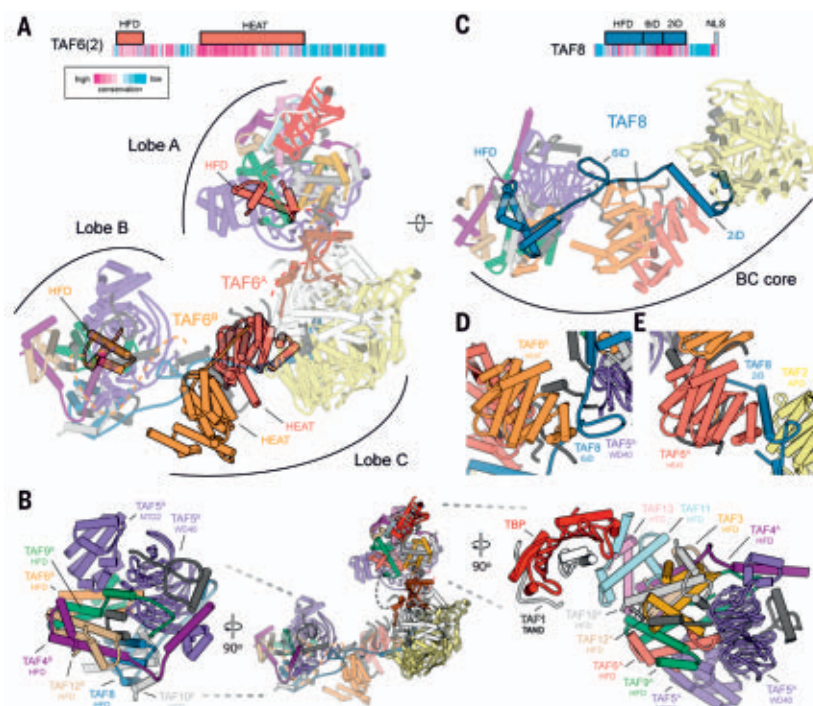 A
HFD
HEAT
TAF6(2)
high
low
conservation
Lobe A
HFD
Lobe B
HFD
TAF6ᴬ
TAF6ᴮ
HEAT
HEAT
Lobe C
C
HFD
6iD
2iD
NLS
TAF8
TAF8
HFD
6iD
2iD
BC core
D
TAF6ᴮ
HEAT
TAF8
6iD
TAF5ᴮ
WD40
E
TAF8
2iD
TAF2
APD
TAF6ᴬ
HEAT
B
TAF5ᴮ
NTD2
TAF5ᴮ
WD40
TAF9ᴮ
HFD
TAF6ᴮ
HFD
TAF4ᴮ
HFD
TAF12ᴮ
HFD
TAF8
HFD
TAF10ᴮ
90º
90º
TBP
TAF13
HFD
TAF11
HFD
TAF3
HFD
TAF4ᴬ
HFD
TAF1
TAND
TAF10ᴬ
HFD
TAF12ᴬ
HFD
TAF6ᴬ
HFD
TAF9ᴬ
HFD
TAF5ᴬ
TAF5ᴬ
WD40